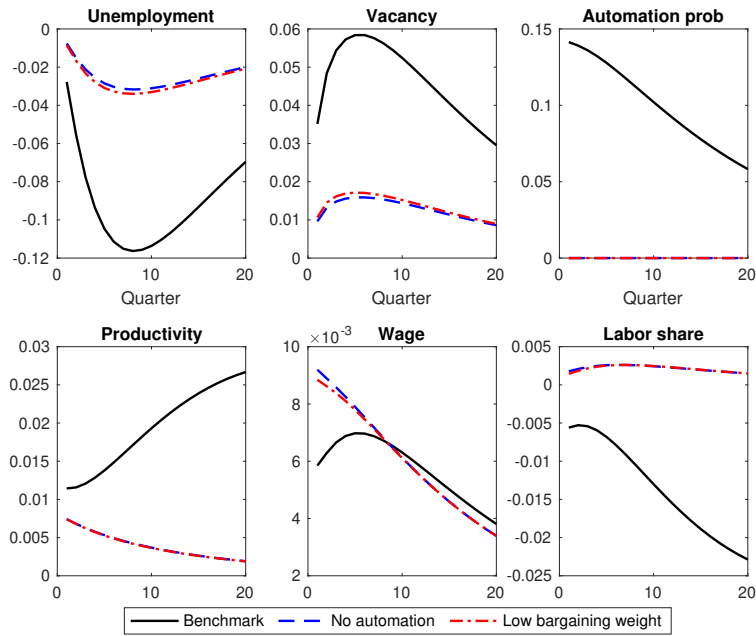 Unemployment
0
-0.02
-0.04
-0.06
-0.08
-0.1
-0.12
0 10 20
Quarter
Vacancy
0.06
0.05
0.04
0.03
0.02
0.01
0
0 10 20
Quarter
Automation prob
0.15
0.1
0.05
0
0 10 20
Quarter
Productivity
0.03
0.025
0.02
0.015
0.01
0.005
0
0 10 20
Wage
× 10⁻³
10
8
6
4
2
0 10 20
Labor share
0.005
0
-0.005
-0.01
-0.015
-0.02
-0.025
0 10 20
Benchmark No automation Low bargaining weight